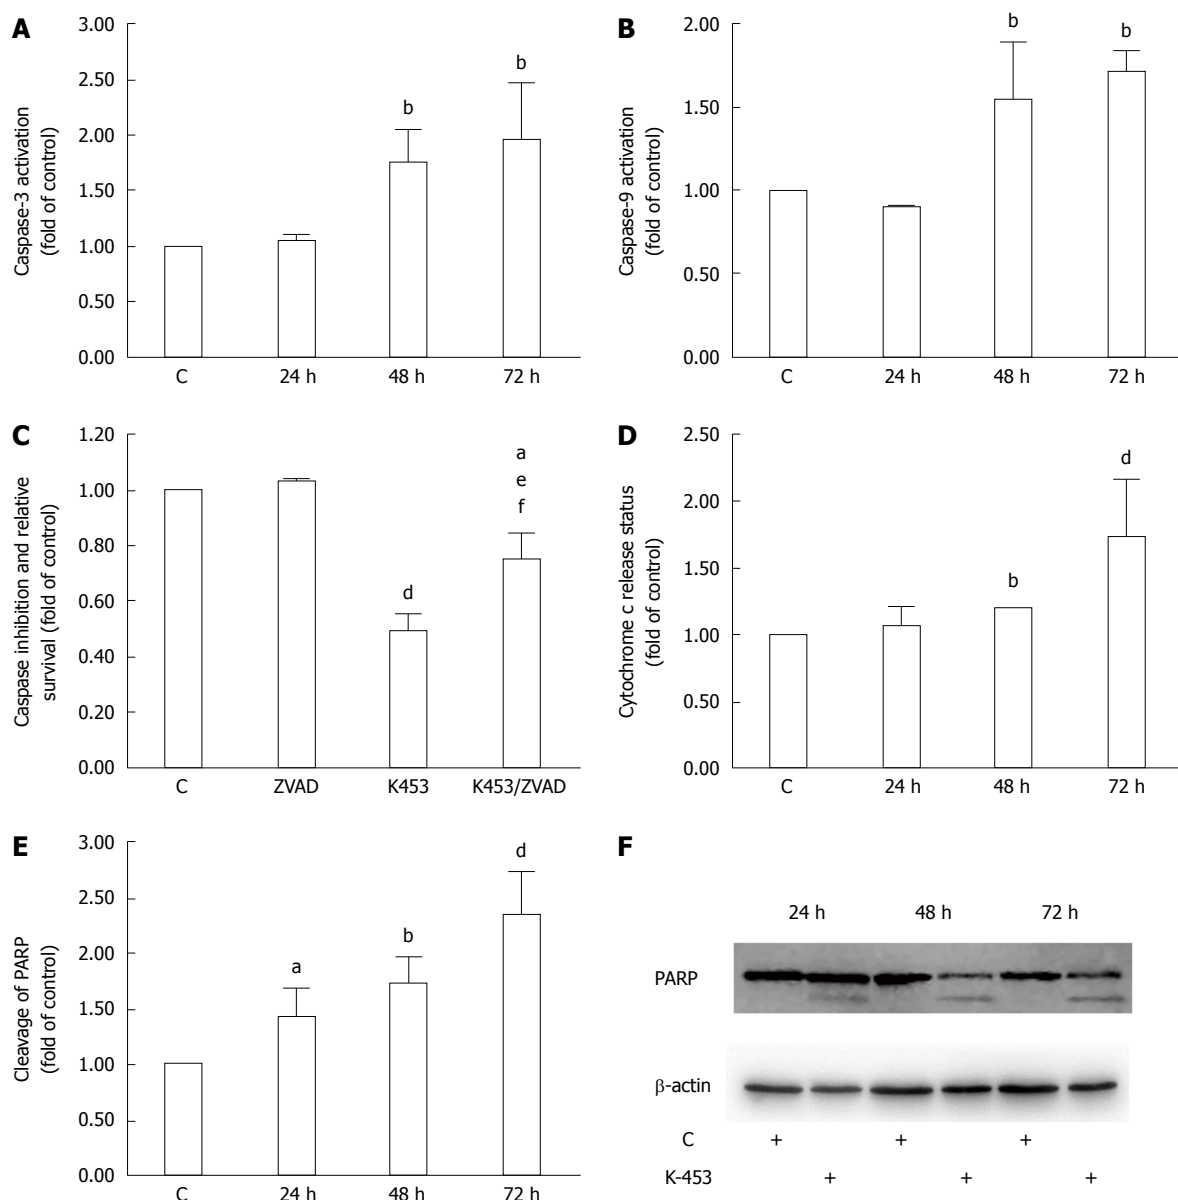 A
Caspase-3 activation
(fold of control)
3.00
2.50
2.00
1.50
1.00
0.50
0.00
b
b
C 24 h 48 h 72 h
B
Caspase-9 activation
(fold of control)
2.00
1.50
1.00
0.50
0.00
b
b
C 24 h 48 h 72 h
C
Caspase inhibition and relative
survival (fold of control)
1.20
1.00
0.80
0.60
0.40
0.20
0.00
d
a
e
f
C ZVAD K453 K453/ZVAD
D
Cytochrome c release status
(fold of control)
2.50
2.00
1.50
1.00
0.50
0.00
b
d
C 24 h 48 h 72 h
E
Cleavage of PARP
(fold of control)
3.00
2.50
2.00
1.50
1.00
0.50
0.00
a
b
d
C 24 h 48 h 72 h
F
24 h 48 h 72 h
PARP
β-actin
C + + +
K-453 + + +